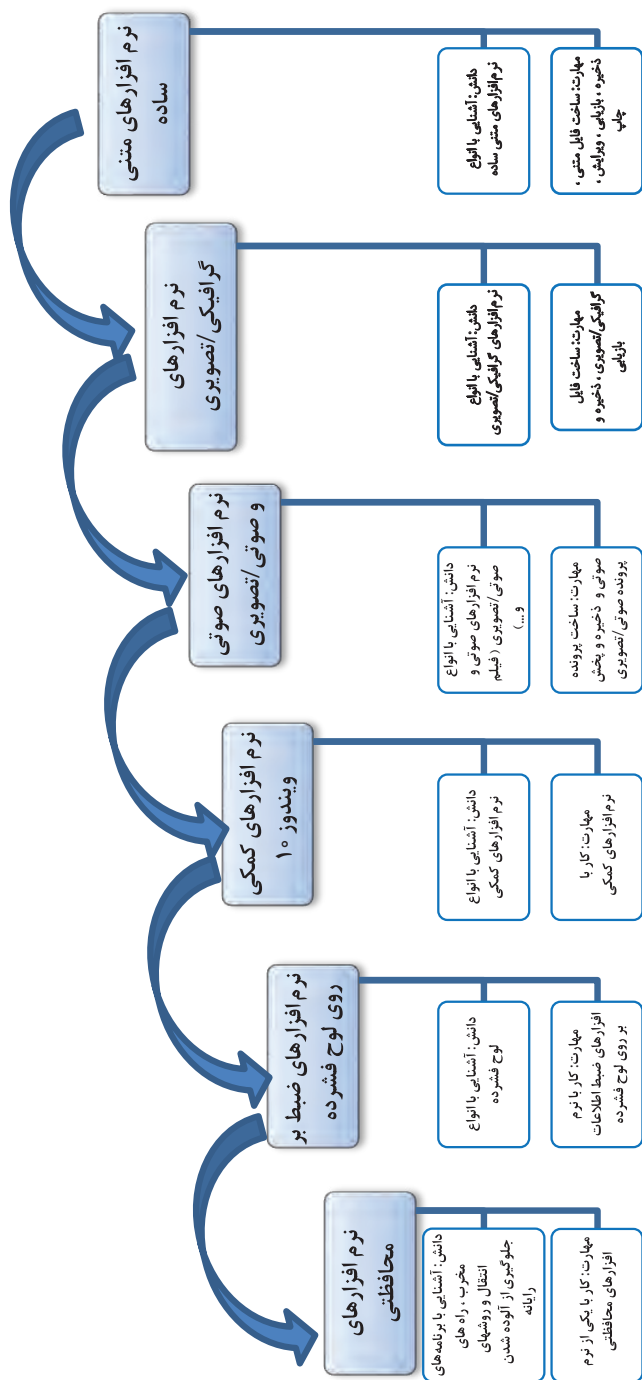 نرم افزارهای متنی
ساده
دانش: آشنایی با انواع
نرم‌افزارهای متنی ساده
مهارت: ساخت فایل متنی ،
ذخیره ، بازیابی ، ویرایش ،
چاپ
نرم افزارهای
گرافیکی/تصویری
دانش: آشنایی با انواع
نرم‌افزارهای گرافیکی/تصویری
مهارت: ساخت فایل
گرافیکی/تصویری ، ذخیره و
بازیابی
نرم افزارهای صوتی
و صوتی/تصویری
دانش: آشنایی با انواع
نرم افزارهای صوتی و
صوتی/تصویری ( فیلم
و...)
مهارت: ساخت پرونده
صوتی و ذخیره و پخش
پرونده صوتی/تصویری
نرم افزارهای کمکی
ویندوز ۱۰
دانش: آشنایی با انواع
نرم افزارهای کمکی
مهارت: کار با
نرم افزارهای کمکی
نرم افزارهای ضبط بر
روی لوح فشرده
دانش: آشنایی با انواع
لوح فشرده
مهارت: کار با نرم
افزارهای ضبط اطلاعات
بر روی لوح فشرده
نرم افزارهای
محافظتی
دانش: آشنایی با برنامه‌های
مخرب ، راه های
انتقال و روشهای
جلوگیری از آلوده شدن
رایانه
مهارت: کار با یکی از نرم
افزارهای محافظتی